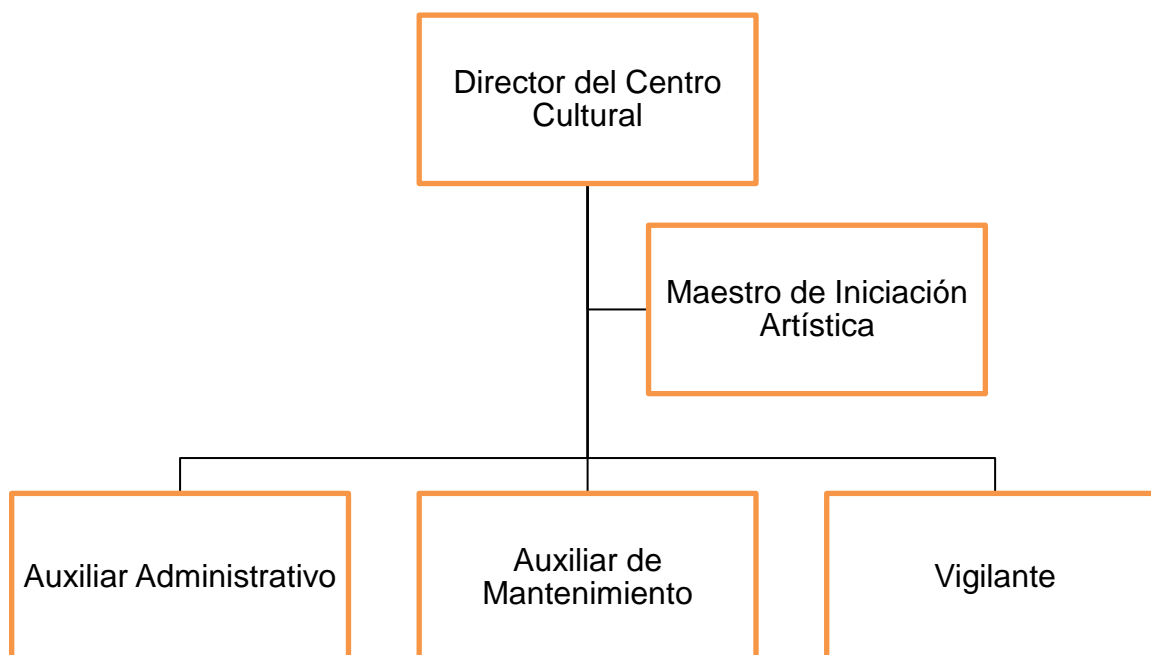 Director del Centro
Cultural
Maestro de Iniciación
Artística
Auxiliar Administrativo
Auxiliar de
Mantenimiento
Vigilante